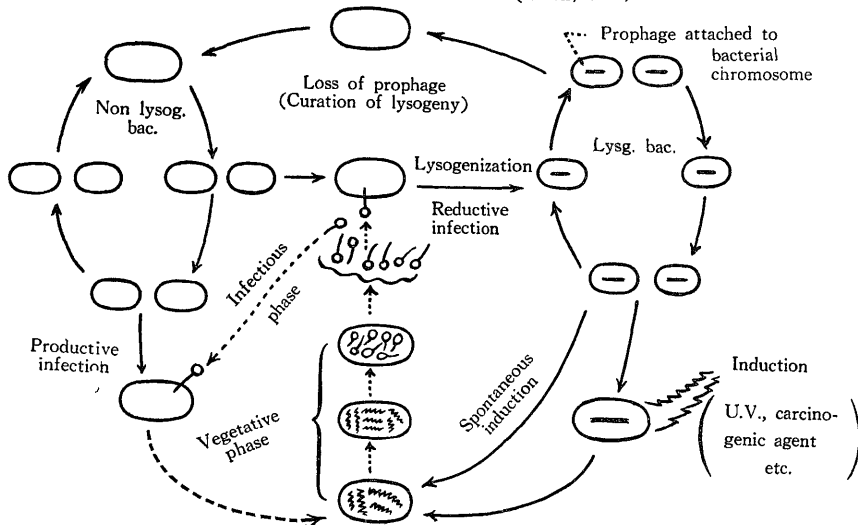 Prophage attached to
bacterial
chromosome
Loss of prophage
(Curation of lysogeny)
Non lysog.
bac.
Lysogenization
Lysg. bac.
Reductive
infection
Infectious
phase
Productive
infection
Spontaneous
induction
Induction
Vegetative
phase
U.V., carcino-
genic agent
etc.